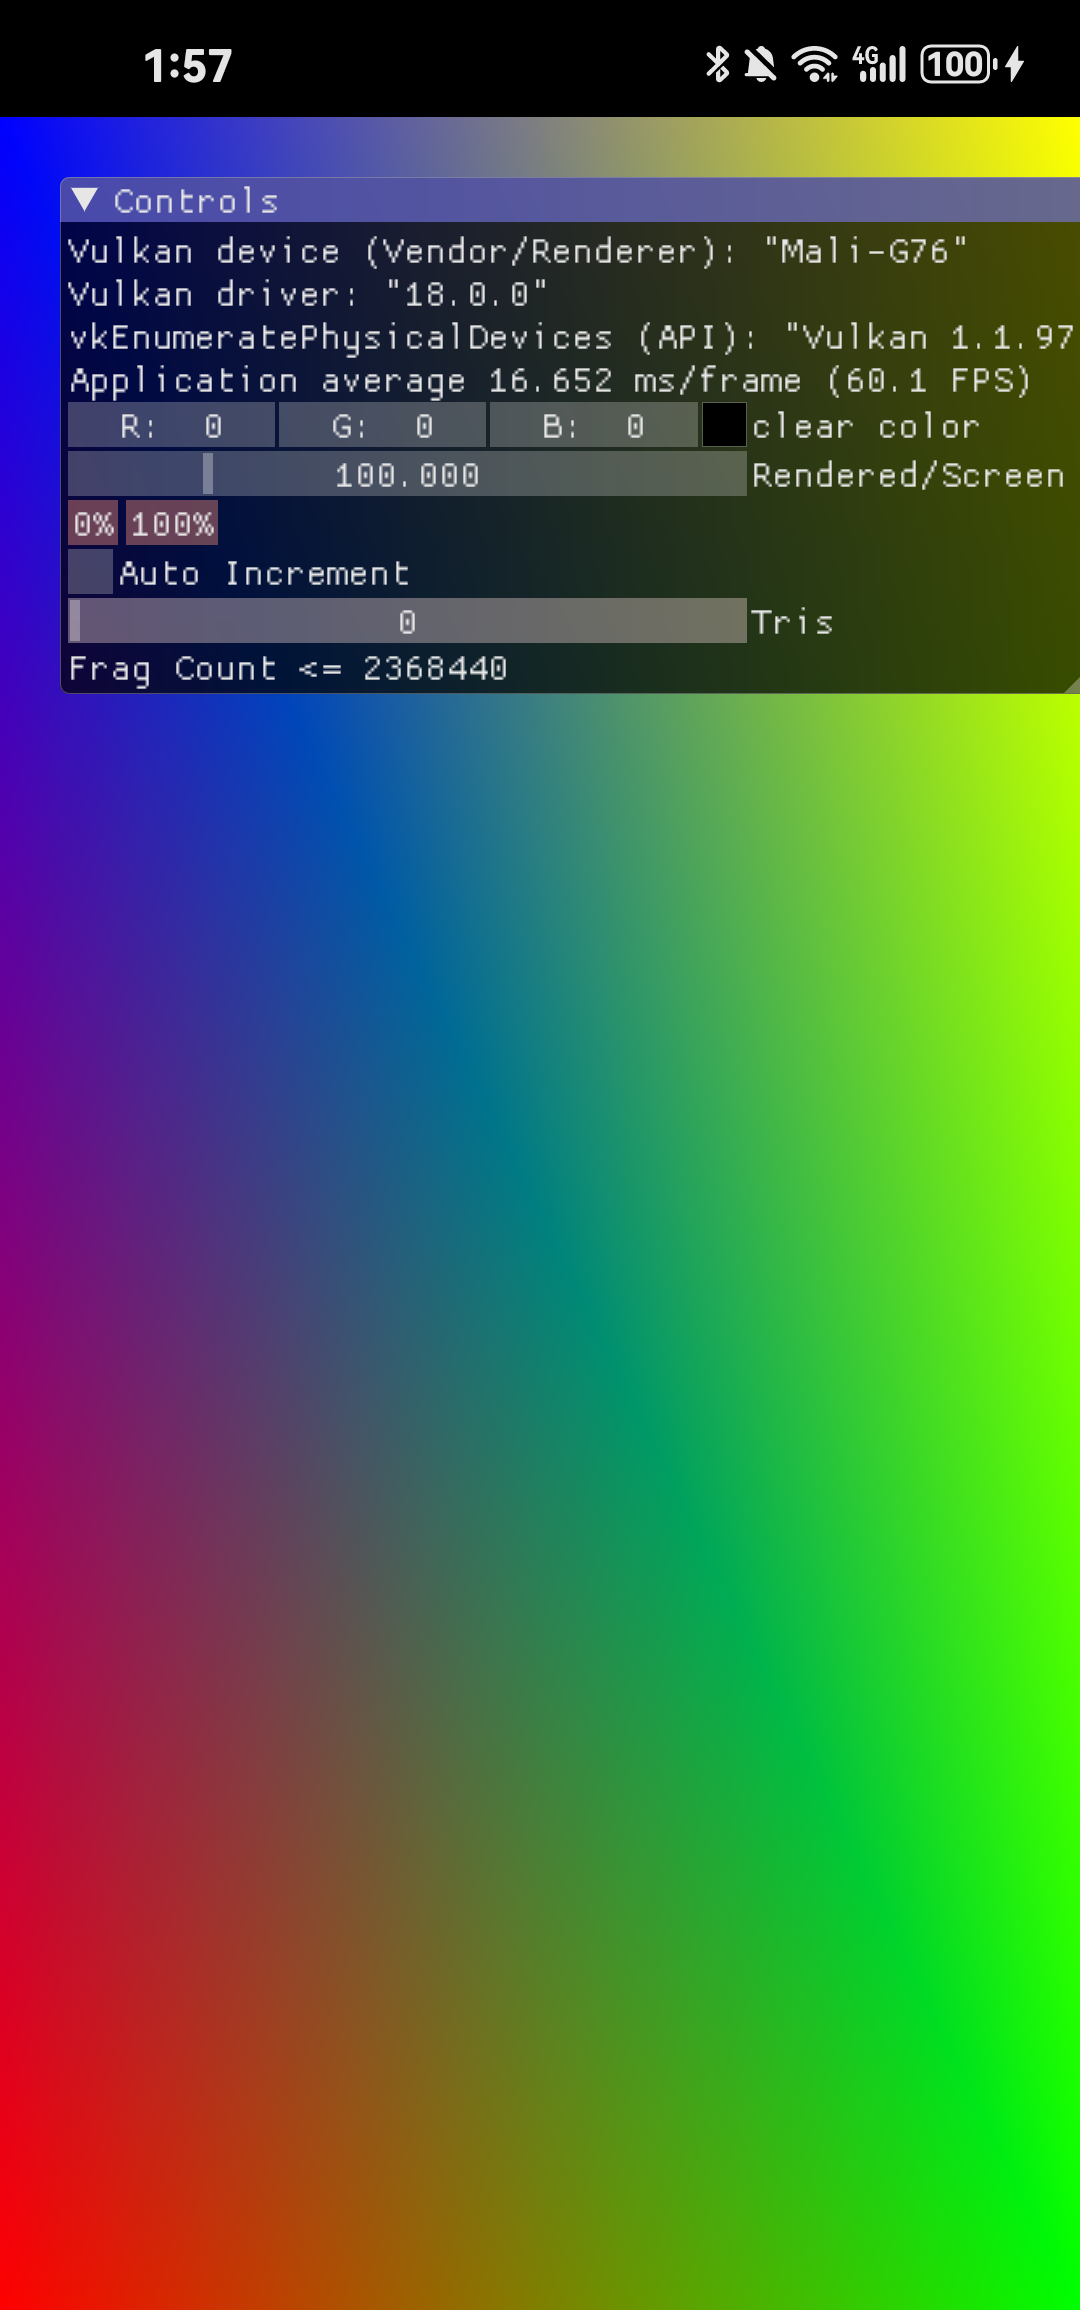 1:57 4G 100
Controls
Vulkan device (Vendor/Renderer): "Mali-G76"
Vulkan driver: "18.0.0"
vkEnumeratePhysicalDevices (API): "Vulkan 1.1.97
Application average 16.652 ms/frame (60.1 FPS)
R: 0 G: 0 B: 0 clear color
100.000 Rendered/Screen
0% 100%
Auto Increment
0 Tris
Frag Count <= 2368440